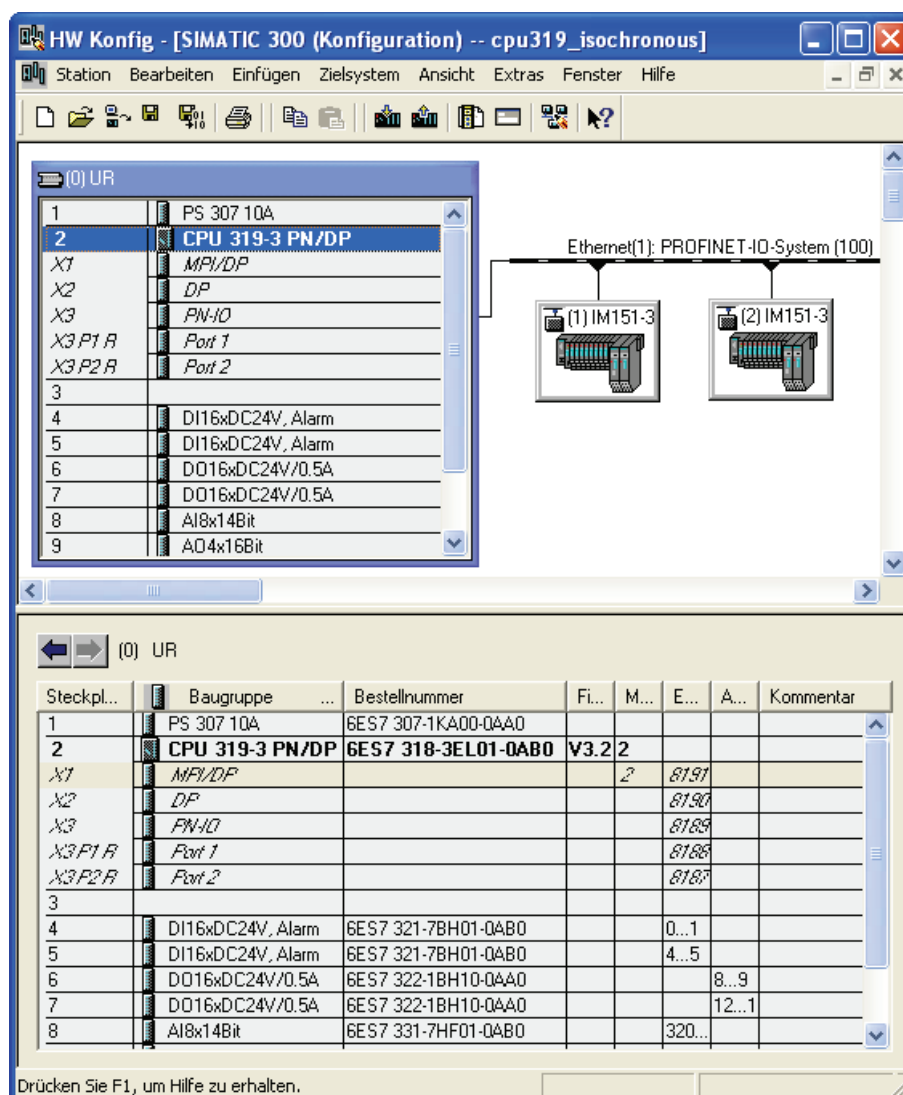 HW Konfig - [SIMATIC 300 (Konfiguration) -- cpu319_isochronous]
Station Bearbeiten Einfügen Zielsystem Ansicht Extras Fenster Hilfe
(0) UR
1 PS 307 10A
2 CPU 319-3 PN/DP
X1 MPI/DP
X2 DP
X3 PN-IO
X3 P1 R Port 1
X3 P2 R Port 2
3
4 DI16xDC24V, Alarm
5 DI16xDC24V, Alarm
6 DO16xDC24V/0.5A
7 DO16xDC24V/0.5A
8 AI8x14Bit
9 AO4x16Bit
Ethernet(1): PROFINET-IO-System (100)
(1) IM151-3
(2) IM151-3
(0) UR
Steckpl... Baugruppe ... Bestellnummer Fi... M... E... A... Kommentar
1 PS 307 10A 6ES7 307-1KA00-0AA0
2 CPU 319-3 PN/DP 6ES7 318-3EL01-0AB0 V3.2 2
X1 MPI/DP 2 8191
X2 DP 8190
X3 PN-IO 8189
X3 P1 R Port 1 8188
X3 P2 R Port 2 8187
3
4 DI16xDC24V, Alarm 6ES7 321-7BH01-0AB0 0...1
5 DI16xDC24V, Alarm 6ES7 321-7BH01-0AB0 4...5
6 DO16xDC24V/0.5A 6ES7 322-1BH10-0AA0 8...9
7 DO16xDC24V/0.5A 6ES7 322-1BH10-0AA0 12...1
8 AI8x14Bit 6ES7 331-7HF01-0AB0 320...
Drücken Sie F1, um Hilfe zu erhalten.